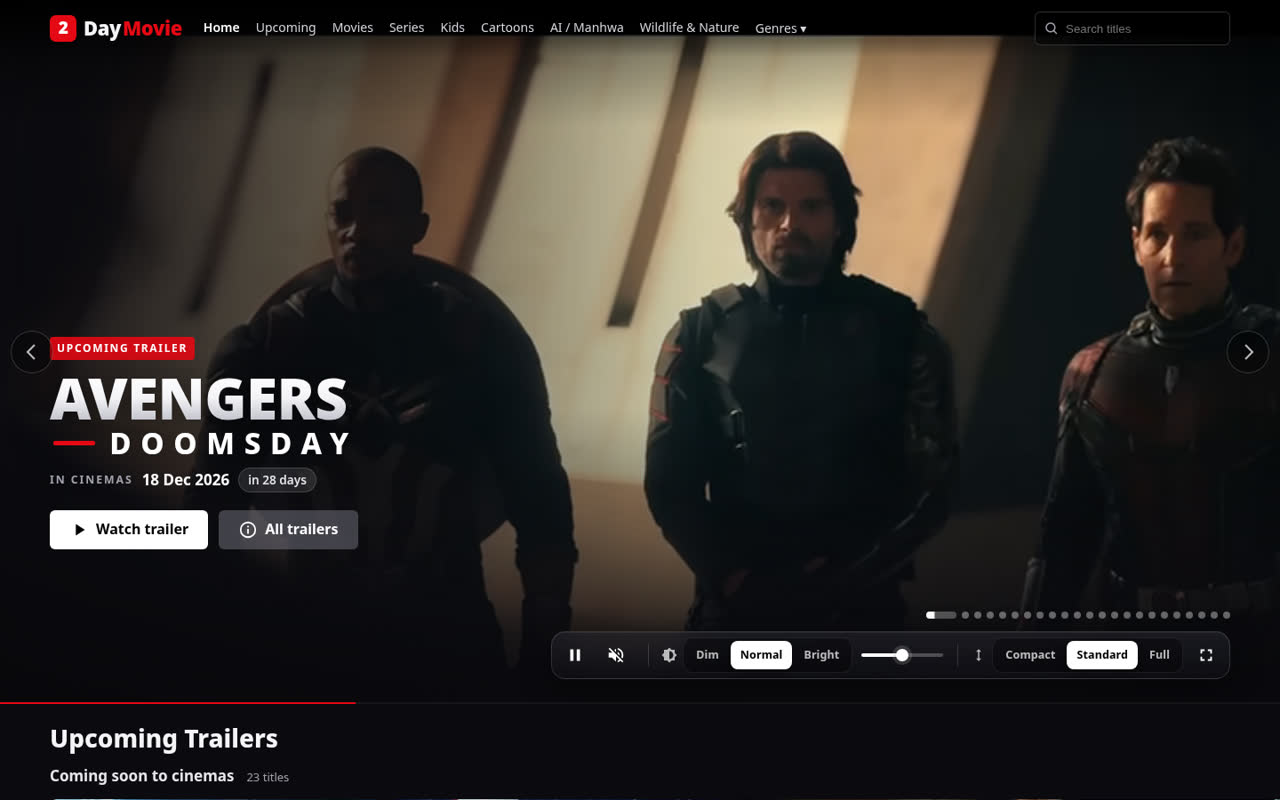 2 DayMovie Home Upcoming Movies Series Kids Cartoons AI / Manhwa Wildlife & Nature Genres ▾ Search titles
UPCOMING TRAILER
AVENGERS
DOOMSDAY
IN CINEMAS 18 Dec 2026 in 28 days
Watch trailer All trailers
Dim Normal Bright Compact Standard Full
Upcoming Trailers
Coming soon to cinemas 23 titles